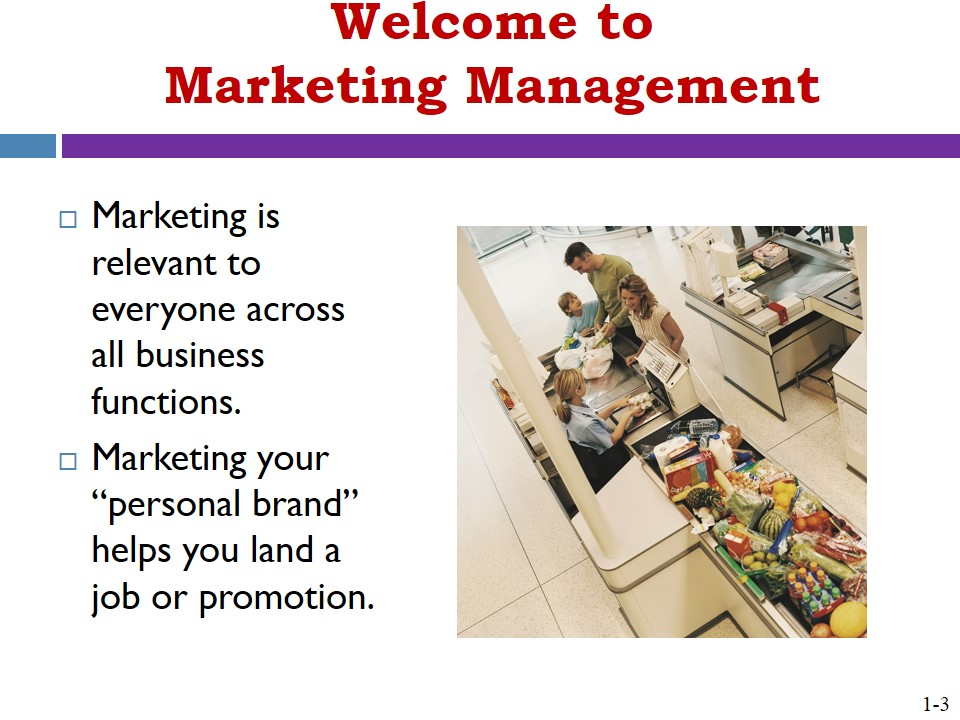 Welcome to
Marketing Management
Marketing is
relevant to
everyone across
all business
functions.
Marketing your
“personal brand”
helps you land a
job or promotion.
1-3